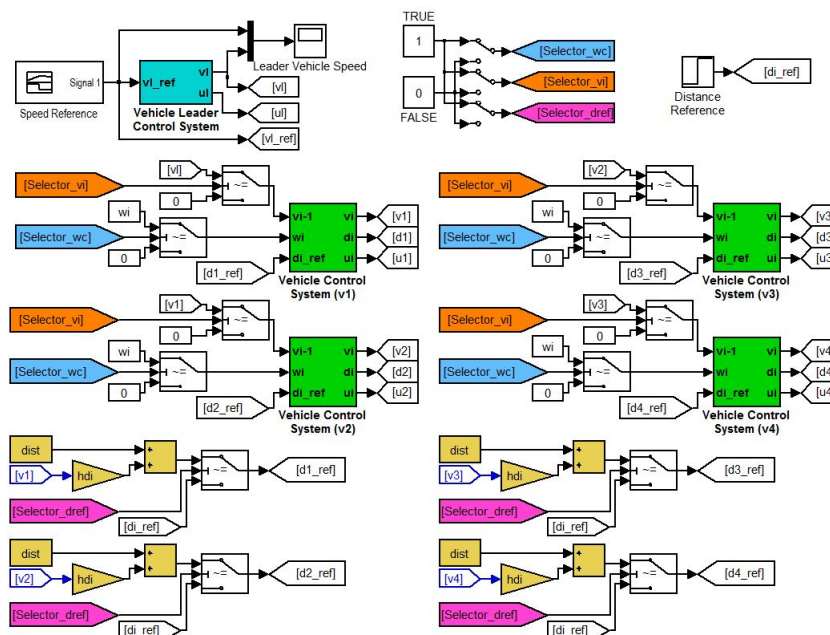 TRUE
1
[Selector_wc]
Leader Vehicle Speed
Signal 1
vl_ref
vl
ul
[vl]
[ul]
[vl_ref]
Speed Reference
Vehicle Leader
Control System
0
FALSE
[Selector_vi]
[Selector_dref]
Distance
Reference
[di_ref]
[Selector_vi]
[vl]
0
~=
[Selector_wc]
wi
0
~=
[d1_ref]
vi-1
wi
di_ref
vi
di
ui
[v1]
[d1]
[u1]
Vehicle Control
System (v1)
[Selector_vi]
[v2]
0
~=
[Selector_wc]
wi
0
~=
[d3_ref]
vi-1
wi
di_ref
vi
di
ui
[v3
[d3
[u3
Vehicle Control
System (v3)
[Selector_vi]
[v1]
0
~=
[Selector_wc]
wi
0
~=
[d2_ref]
vi-1
wi
di_ref
vi
di
ui
[v2]
[d2]
[u2]
Vehicle Control
System (v2)
[Selector_vi]
[v3]
0
~=
[Selector_wc]
wi
0
~=
[d4_ref]
vi-1
wi
di_ref
vi
di
ui
[v4
[d4
[u4
Vehicle Control
System (v4)
dist
[v1]
hdi
+
+
~=
[d1_ref]
[Selector_dref]
[di_ref]
dist
[v3]
hdi
+
+
~=
[d3_ref]
[Selector_dref]
[di_ref]
dist
[v2]
hdi
+
+
~=
[d2_ref]
[Selector_dref]
[di_ref]
dist
[v4]
hdi
+
+
~=
[d4_ref]
[Selector_dref]
[di_ref]